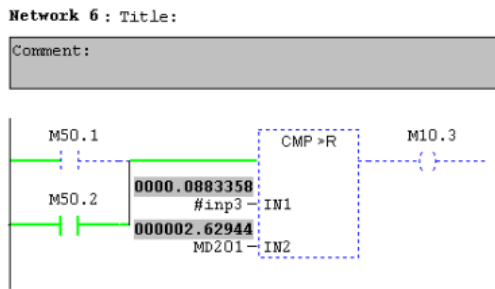 Network 6 : Title:
Comment:
M50.1
CMP >R
M10.3
0000.0883358
M50.2
#inp3
IN1
000002.62944
MD201
IN2